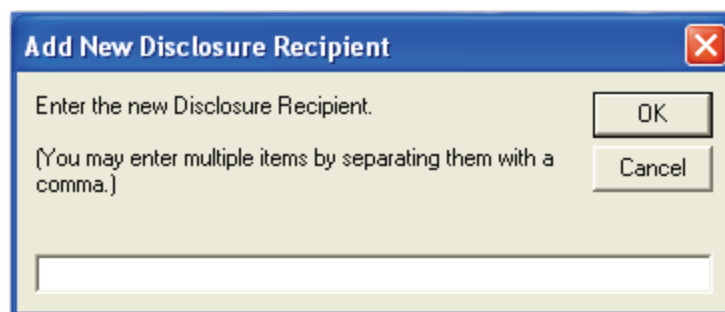 Add New Disclosure Recipient
Enter the new Disclosure Recipient.
(You may enter multiple items by separating them with a
comma.)
OK
Cancel